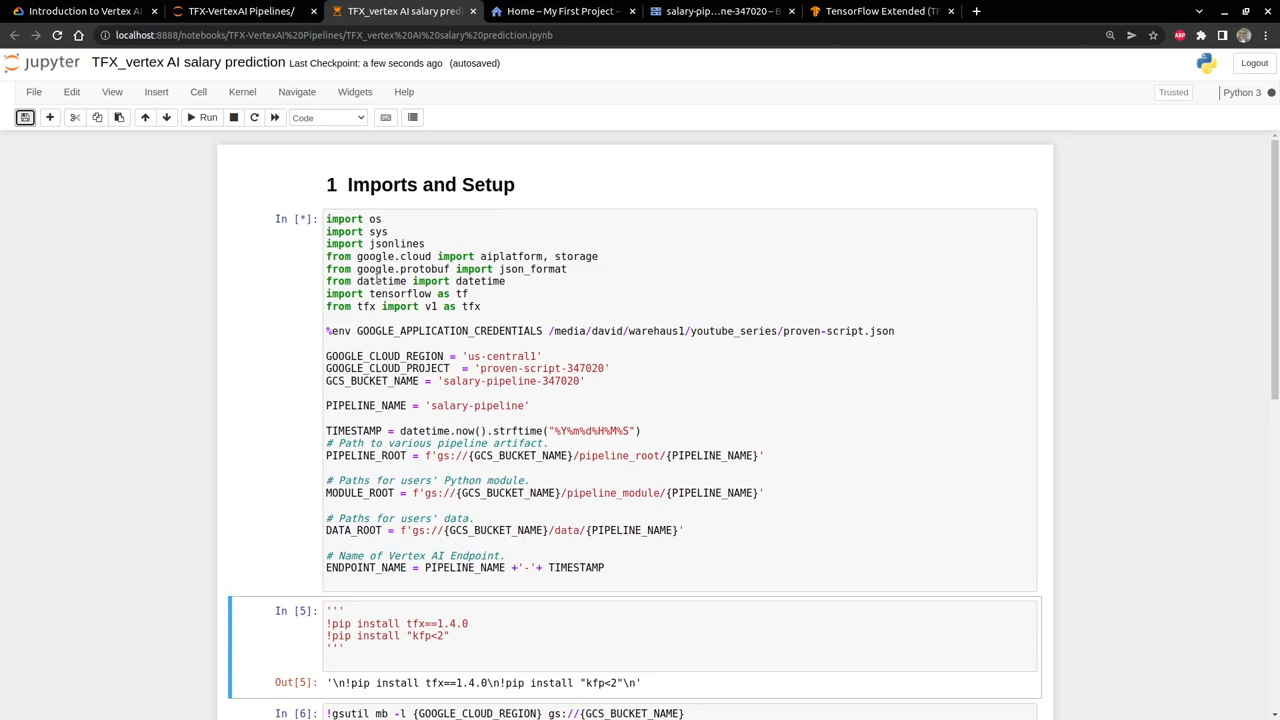 Introduction to Vertex AI
TFX-VertexAI Pipelines/
TFX_vertex AI salary predi
Home – My First Project –
salary-pip…ne-347020 – B
TensorFlow Extended (TF
localhost:8888/notebooks/TFX-VertexAI%20Pipelines/TFX_vertex%20AI%20salary%20prediction.ipynb
ABP
jupyter TFX_vertex AI salary prediction Last Checkpoint: a few seconds ago (autosaved)
Logout
File Edit View Insert Cell Kernel Navigate Widgets Help
Trusted Python 3
Run Code
1 Imports and Setup
In [*]:
import os
import sys
import jsonlines
from google.cloud import aiplatform, storage
from google.protobuf import json_format
from datetime import datetime
import tensorflow as tf
from tfx import v1 as tfx
%env GOOGLE_APPLICATION_CREDENTIALS /media/david/warehaus1/youtube_series/proven-script.json
GOOGLE_CLOUD_REGION = 'us-central1'
GOOGLE_CLOUD_PROJECT  = 'proven-script-347020'
GCS_BUCKET_NAME = 'salary-pipeline-347020'
PIPELINE_NAME = 'salary-pipeline'
TIMESTAMP = datetime.now().strftime("%Y%m%d%H%M%S")
# Path to various pipeline artifact.
PIPELINE_ROOT = f'gs://{GCS_BUCKET_NAME}/pipeline_root/{PIPELINE_NAME}'
# Paths for users' Python module.
MODULE_ROOT = f'gs://{GCS_BUCKET_NAME}/pipeline_module/{PIPELINE_NAME}'
# Paths for users' data.
DATA_ROOT = f'gs://{GCS_BUCKET_NAME}/data/{PIPELINE_NAME}'
# Name of Vertex AI Endpoint.
ENDPOINT_NAME = PIPELINE_NAME +'-'+ TIMESTAMP
In [5]:
'''
!pip install tfx==1.4.0
!pip install "kfp<2"
'''
Out[5]: '\n!pip install tfx==1.4.0\n!pip install "kfp<2"\n'
In [6]: !gsutil mb -l {GOOGLE_CLOUD_REGION} gs://{GCS_BUCKET_NAME}